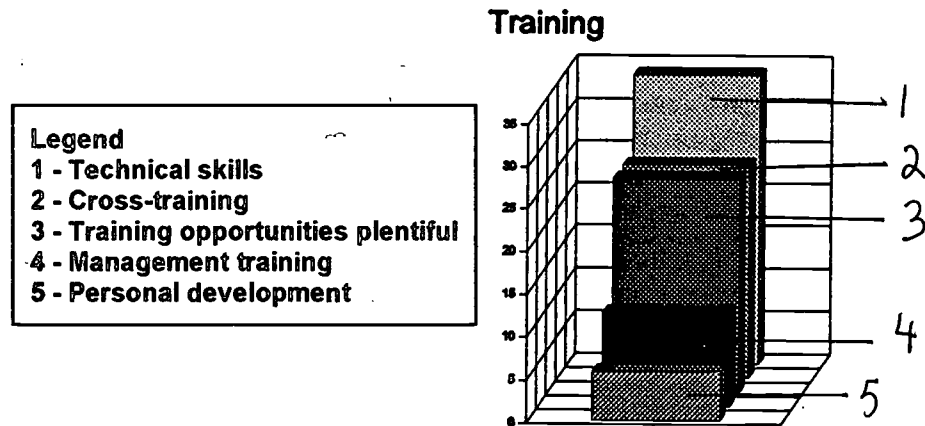 Training
Legend
1 - Technical skills
2 - Cross-training
3 - Training opportunities plentiful
4 - Management training
5 - Personal development
35
30
25
20
15
10
5
0
1
2
3
4
5